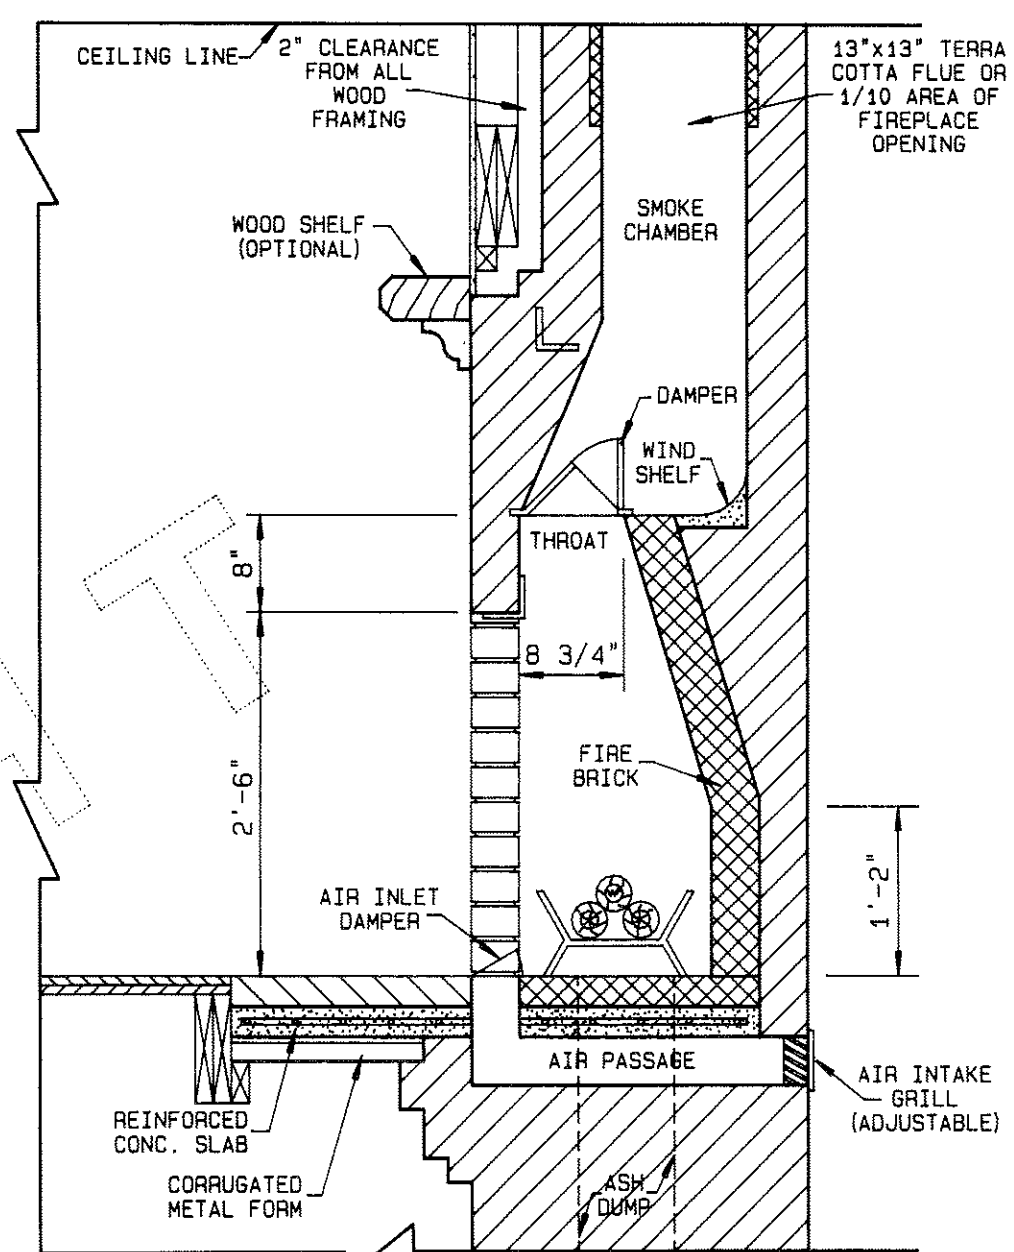 CEILING LINE
2" CLEARANCE
FROM ALL
WOOD
FRAMING
13"x13" TERRA
COTTA FLUE OR
1/10 AREA OF
FIREPLACE
OPENING
WOOD SHELF
(OPTIONAL)
SMOKE
CHAMBER
DAMPER
WIND
SHELF
THROAT
8"
8 3/4"
2'-6"
FIRE
BRICK
1'-2"
AIR INLET
DAMPER
AIR PASSAGE
AIR INTAKE
GRILL
(ADJUSTABLE)
REINFORCED
CONC. SLAB
CORRUGATED
METAL FORM
ASH
DUMP